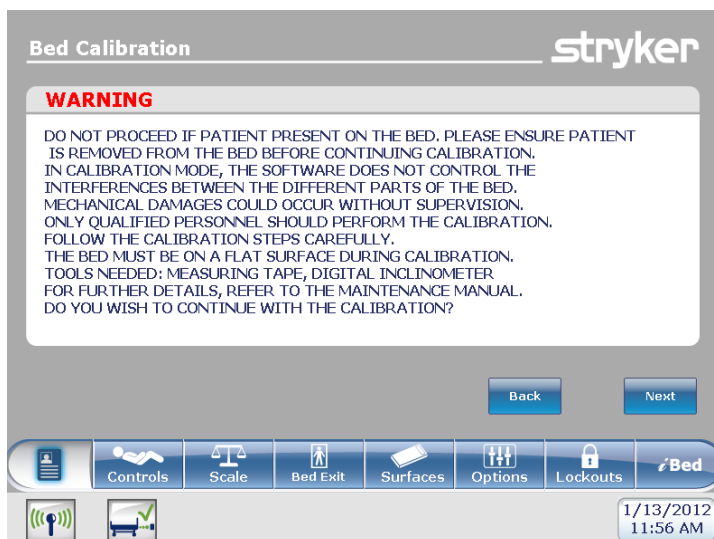 Bed Calibration
stryker
WARNING
DO NOT PROCEED IF PATIENT PRESENT ON THE BED. PLEASE ENSURE PATIENT
IS REMOVED FROM THE BED BEFORE CONTINUING CALIBRATION.
IN CALIBRATION MODE, THE SOFTWARE DOES NOT CONTROL THE
INTERFERENCES BETWEEN THE DIFFERENT PARTS OF THE BED.
MECHANICAL DAMAGES COULD OCCUR WITHOUT SUPERVISION.
ONLY QUALIFIED PERSONNEL SHOULD PERFORM THE CALIBRATION.
FOLLOW THE CALIBRATION STEPS CAREFULLY.
THE BED MUST BE ON A FLAT SURFACE DURING CALIBRATION.
TOOLS NEEDED: MEASURING TAPE, DIGITAL INCLINOMETER
FOR FURTHER DETAILS, REFER TO THE MAINTENANCE MANUAL.
DO YOU WISH TO CONTINUE WITH THE CALIBRATION?
Back Next
Controls Scale Bed Exit Surfaces Options Lockouts iBed
1/13/2012
11:56 AM